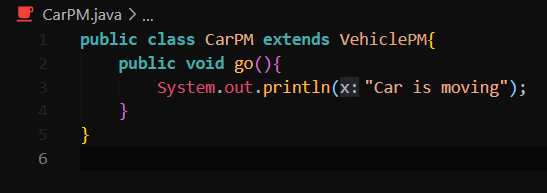 CarPM.java > ...
1 public class CarPM extends VehiclePM{
2     public void go(){
3         System.out.println(x:"Car is moving");
4     }
5 }
6